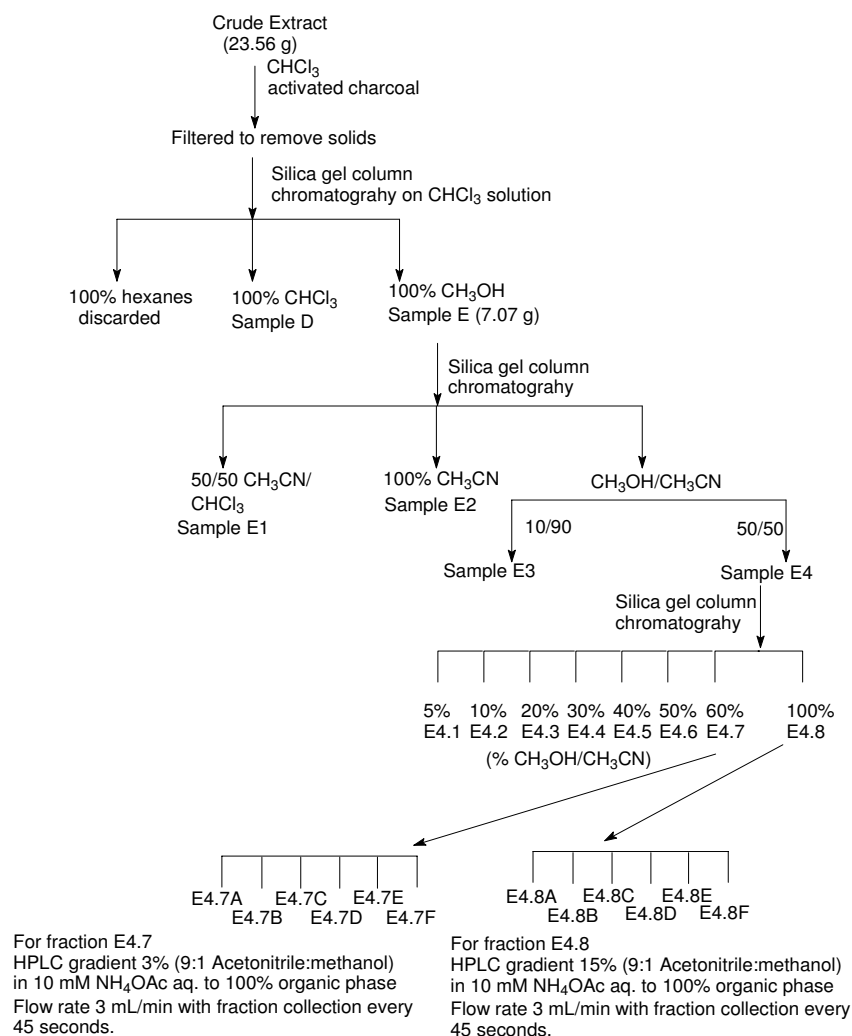 Crude Extract
(23.56 g)
CHCl3
activated charcoal
Filtered to remove solids
Silica gel column
chromatograhy on CHCl3 solution
100% hexanes
discarded
100% CHCl3
Sample D
100% CH3OH
Sample E (7.07 g)
Silica gel column
chromatograhy
50/50 CH3CN/
CHCl3
Sample E1
100% CH3CN
Sample E2
CH3OH/CH3CN
10/90
50/50
Sample E3
Sample E4
Silica gel column
chromatograhy
5% 10% 20% 30% 40% 50% 60% 100%
E4.1 E4.2 E4.3 E4.4 E4.5 E4.6 E4.7 E4.8
(% CH3OH/CH3CN)
E4.7A E4.7C E4.7E
E4.7B E4.7D E4.7F
E4.8A E4.8C E4.8E
E4.8B E4.8D E4.8F
For fraction E4.7
HPLC gradient 3% (9:1 Acetonitrile:methanol)
in 10 mM NH4OAc aq. to 100% organic phase
Flow rate 3 mL/min with fraction collection every
45 seconds.
For fraction E4.8
HPLC gradient 15% (9:1 Acetonitrile:methanol)
in 10 mM NH4OAc aq. to 100% organic phase
Flow rate 3 mL/min with fraction collection every
45 seconds.